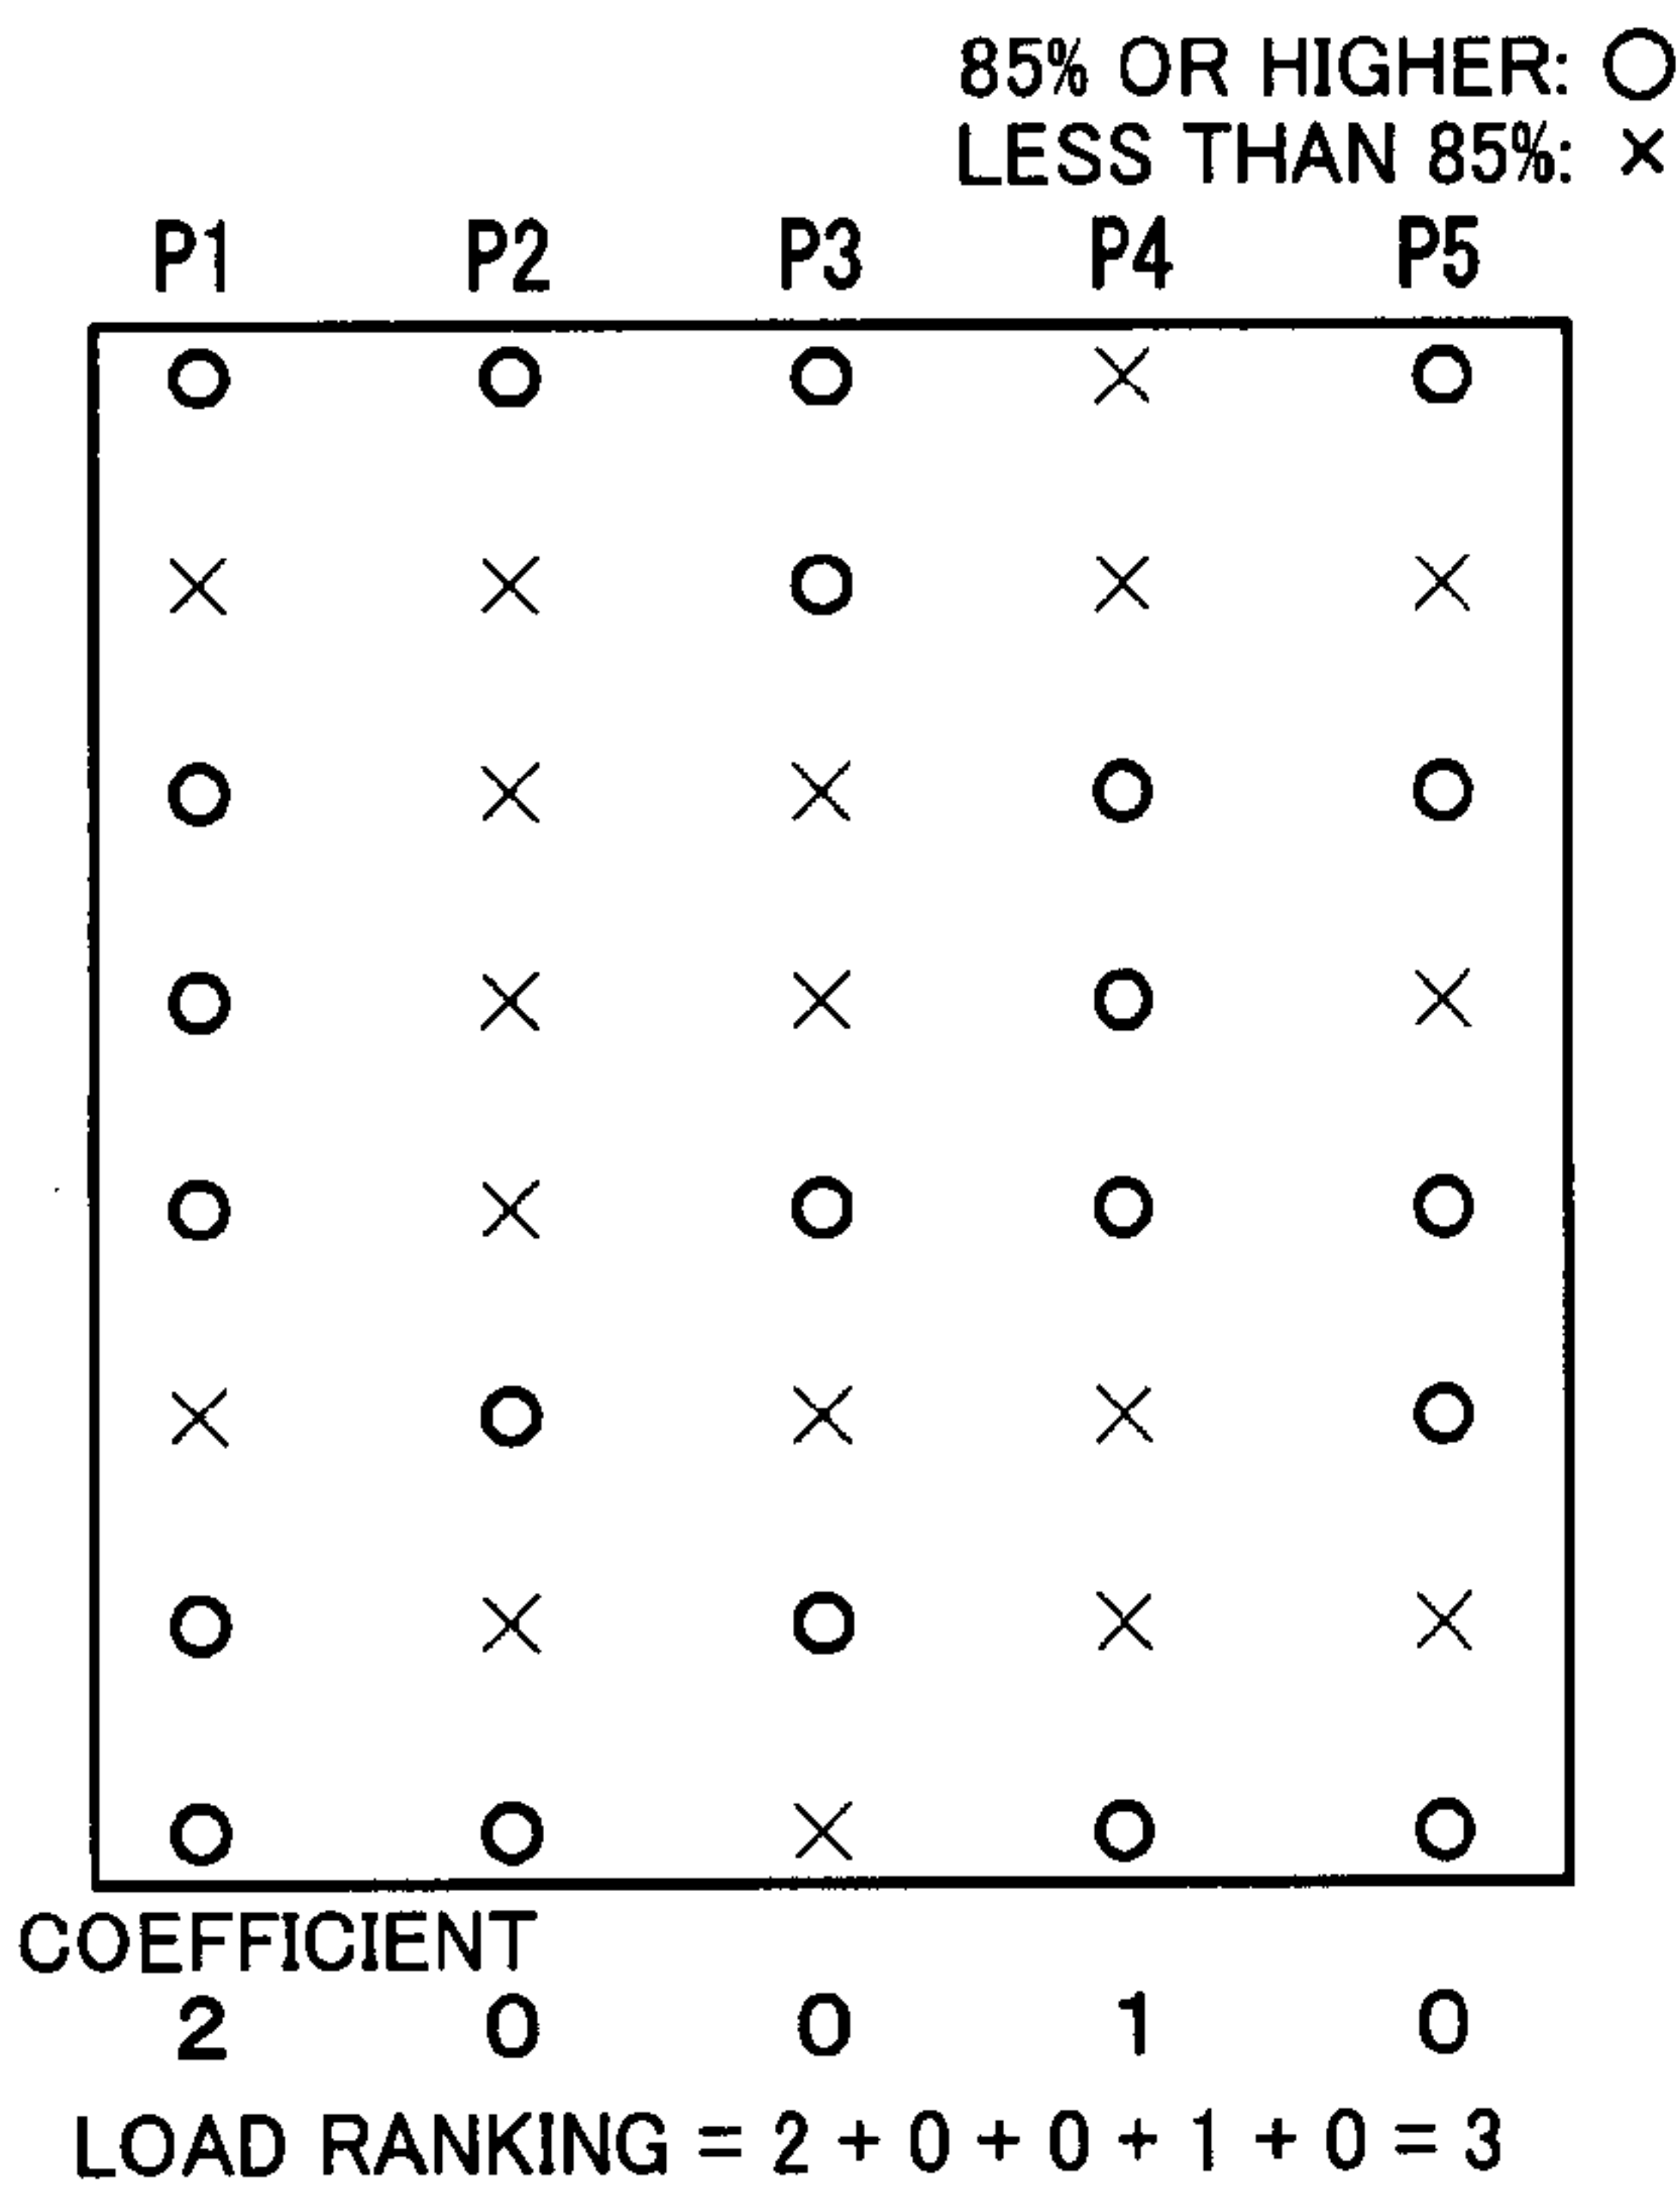 85% OR HIGHER: ○
LESS THAN 85%: ×
P1 P2 P3 P4 P5
○ ○ ○ × ○
× × ○ × ×
○ × × ○ ○
○ × × ○ ×
○ × ○ ○ ○
× ○ × × ○
○ × ○ × ×
○ ○ × ○ ○
COEFFICIENT
2 0 0 1 0
LOAD RANKING = 2 + 0 + 0 + 1 + 0 = 3